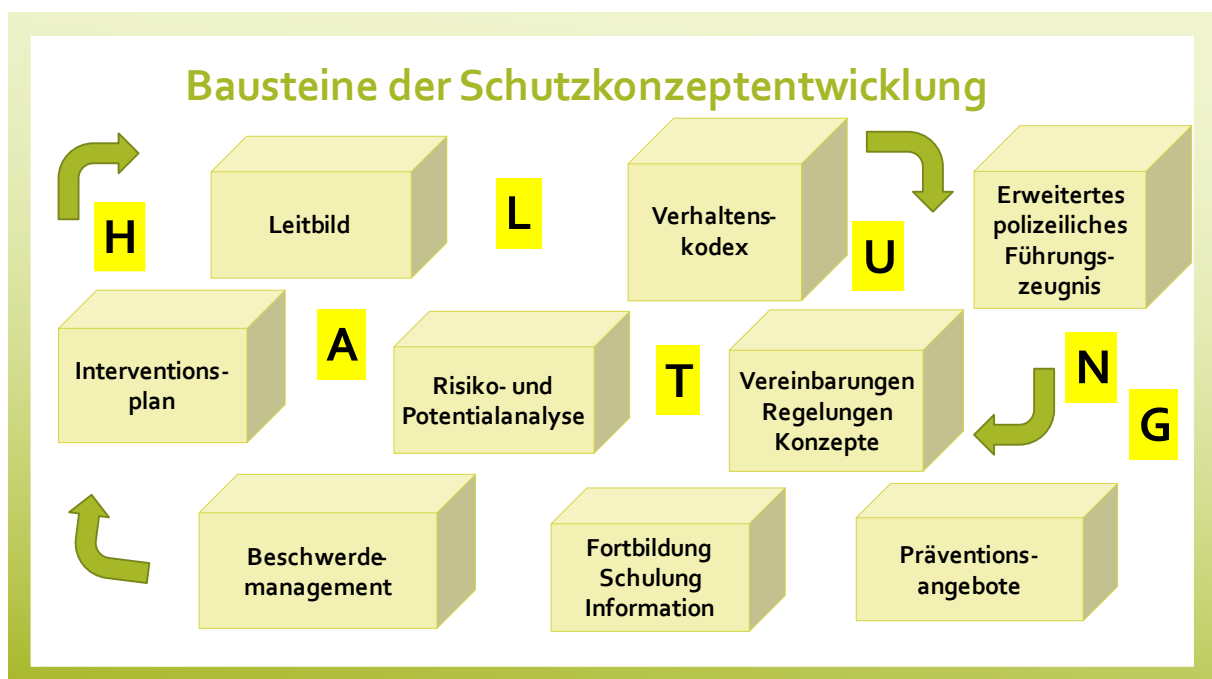 Bausteine der Schutzkonzeptentwicklung
H
Leitbild
L
Verhaltens-
kodex
U
Erweitertes
polizeiliches
Führungs-
zeugnis
Interventions-
plan
A
Risiko- und
Potentialanalyse
T
Vereinbarungen
Regelungen
Konzepte
N
G
Beschwerde-
management
Fortbildung
Schulung
Information
Präventions-
angebote